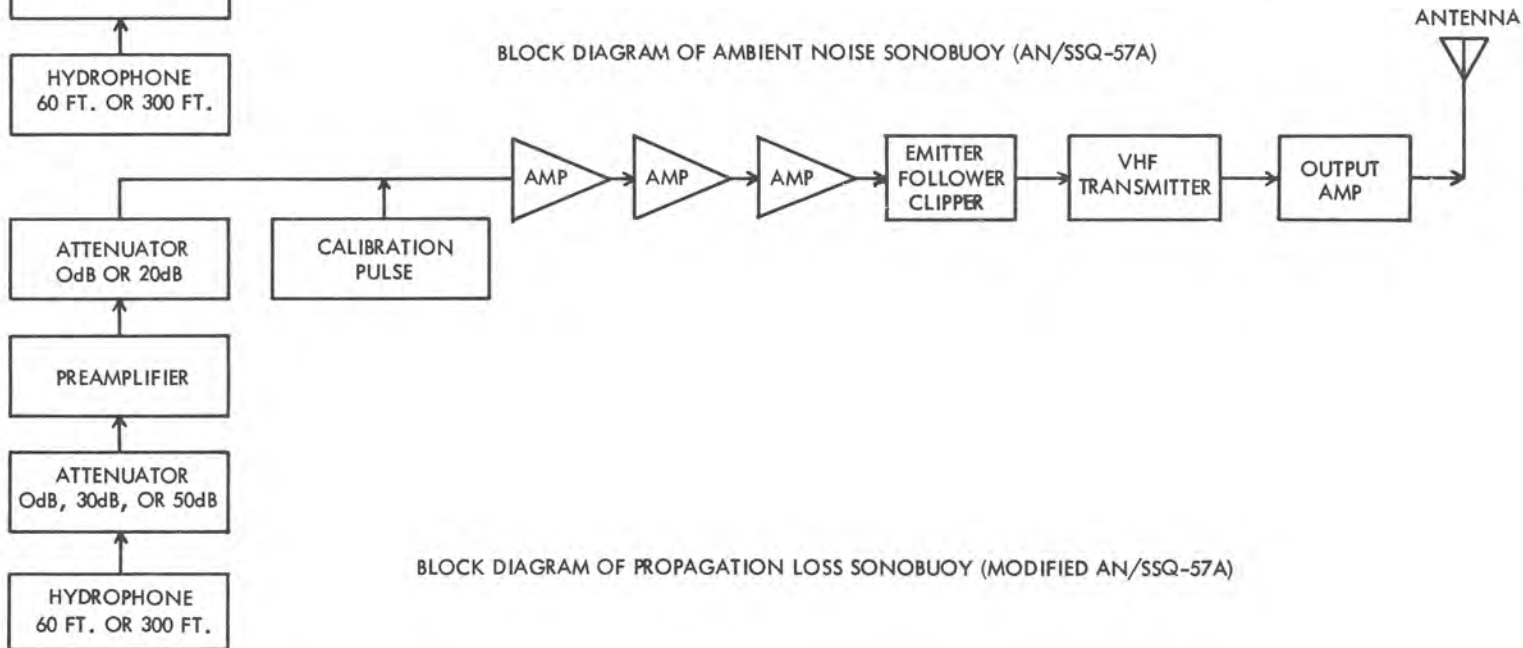 HYDROPHONE
60 FT. OR 300 FT.
BLOCK DIAGRAM OF AMBIENT NOISE SONOBUOY (AN/SSQ-57A)
ANTENNA
AMP
AMP
AMP
EMITTER
FOLLOWER
CLIPPER
VHF
TRANSMITTER
OUTPUT
AMP
ATTENUATOR
0dB OR 20dB
CALIBRATION
PULSE
PREAMPLIFIER
ATTENUATOR
0dB, 30dB, OR 50dB
HYDROPHONE
60 FT. OR 300 FT.
BLOCK DIAGRAM OF PROPAGATION LOSS SONOBUOY (MODIFIED AN/SSQ-57A)